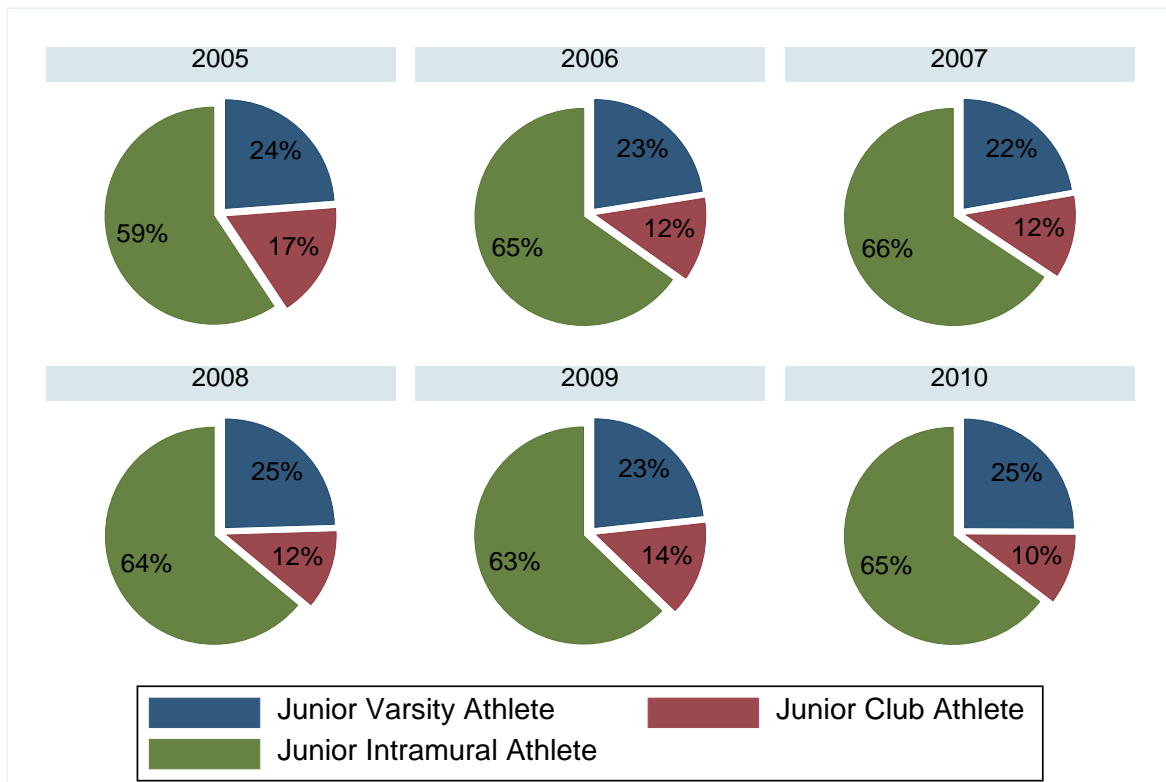 2005 2006 2007
24% 23% 22%
59% 17% 65% 12% 66% 12%
2008 2009 2010
25% 23% 25%
64% 12% 63% 14% 65% 10%
Junior Varsity Athlete Junior Club Athlete
Junior Intramural Athlete